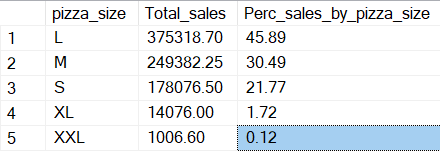 pizza_size Total_sales Perc_sales_by_pizza_size
1 L 375318.70 45.89
2 M 249382.25 30.49
3 S 178076.50 21.77
4 XL 14076.00 1.72
5 XXL 1006.60 0.12